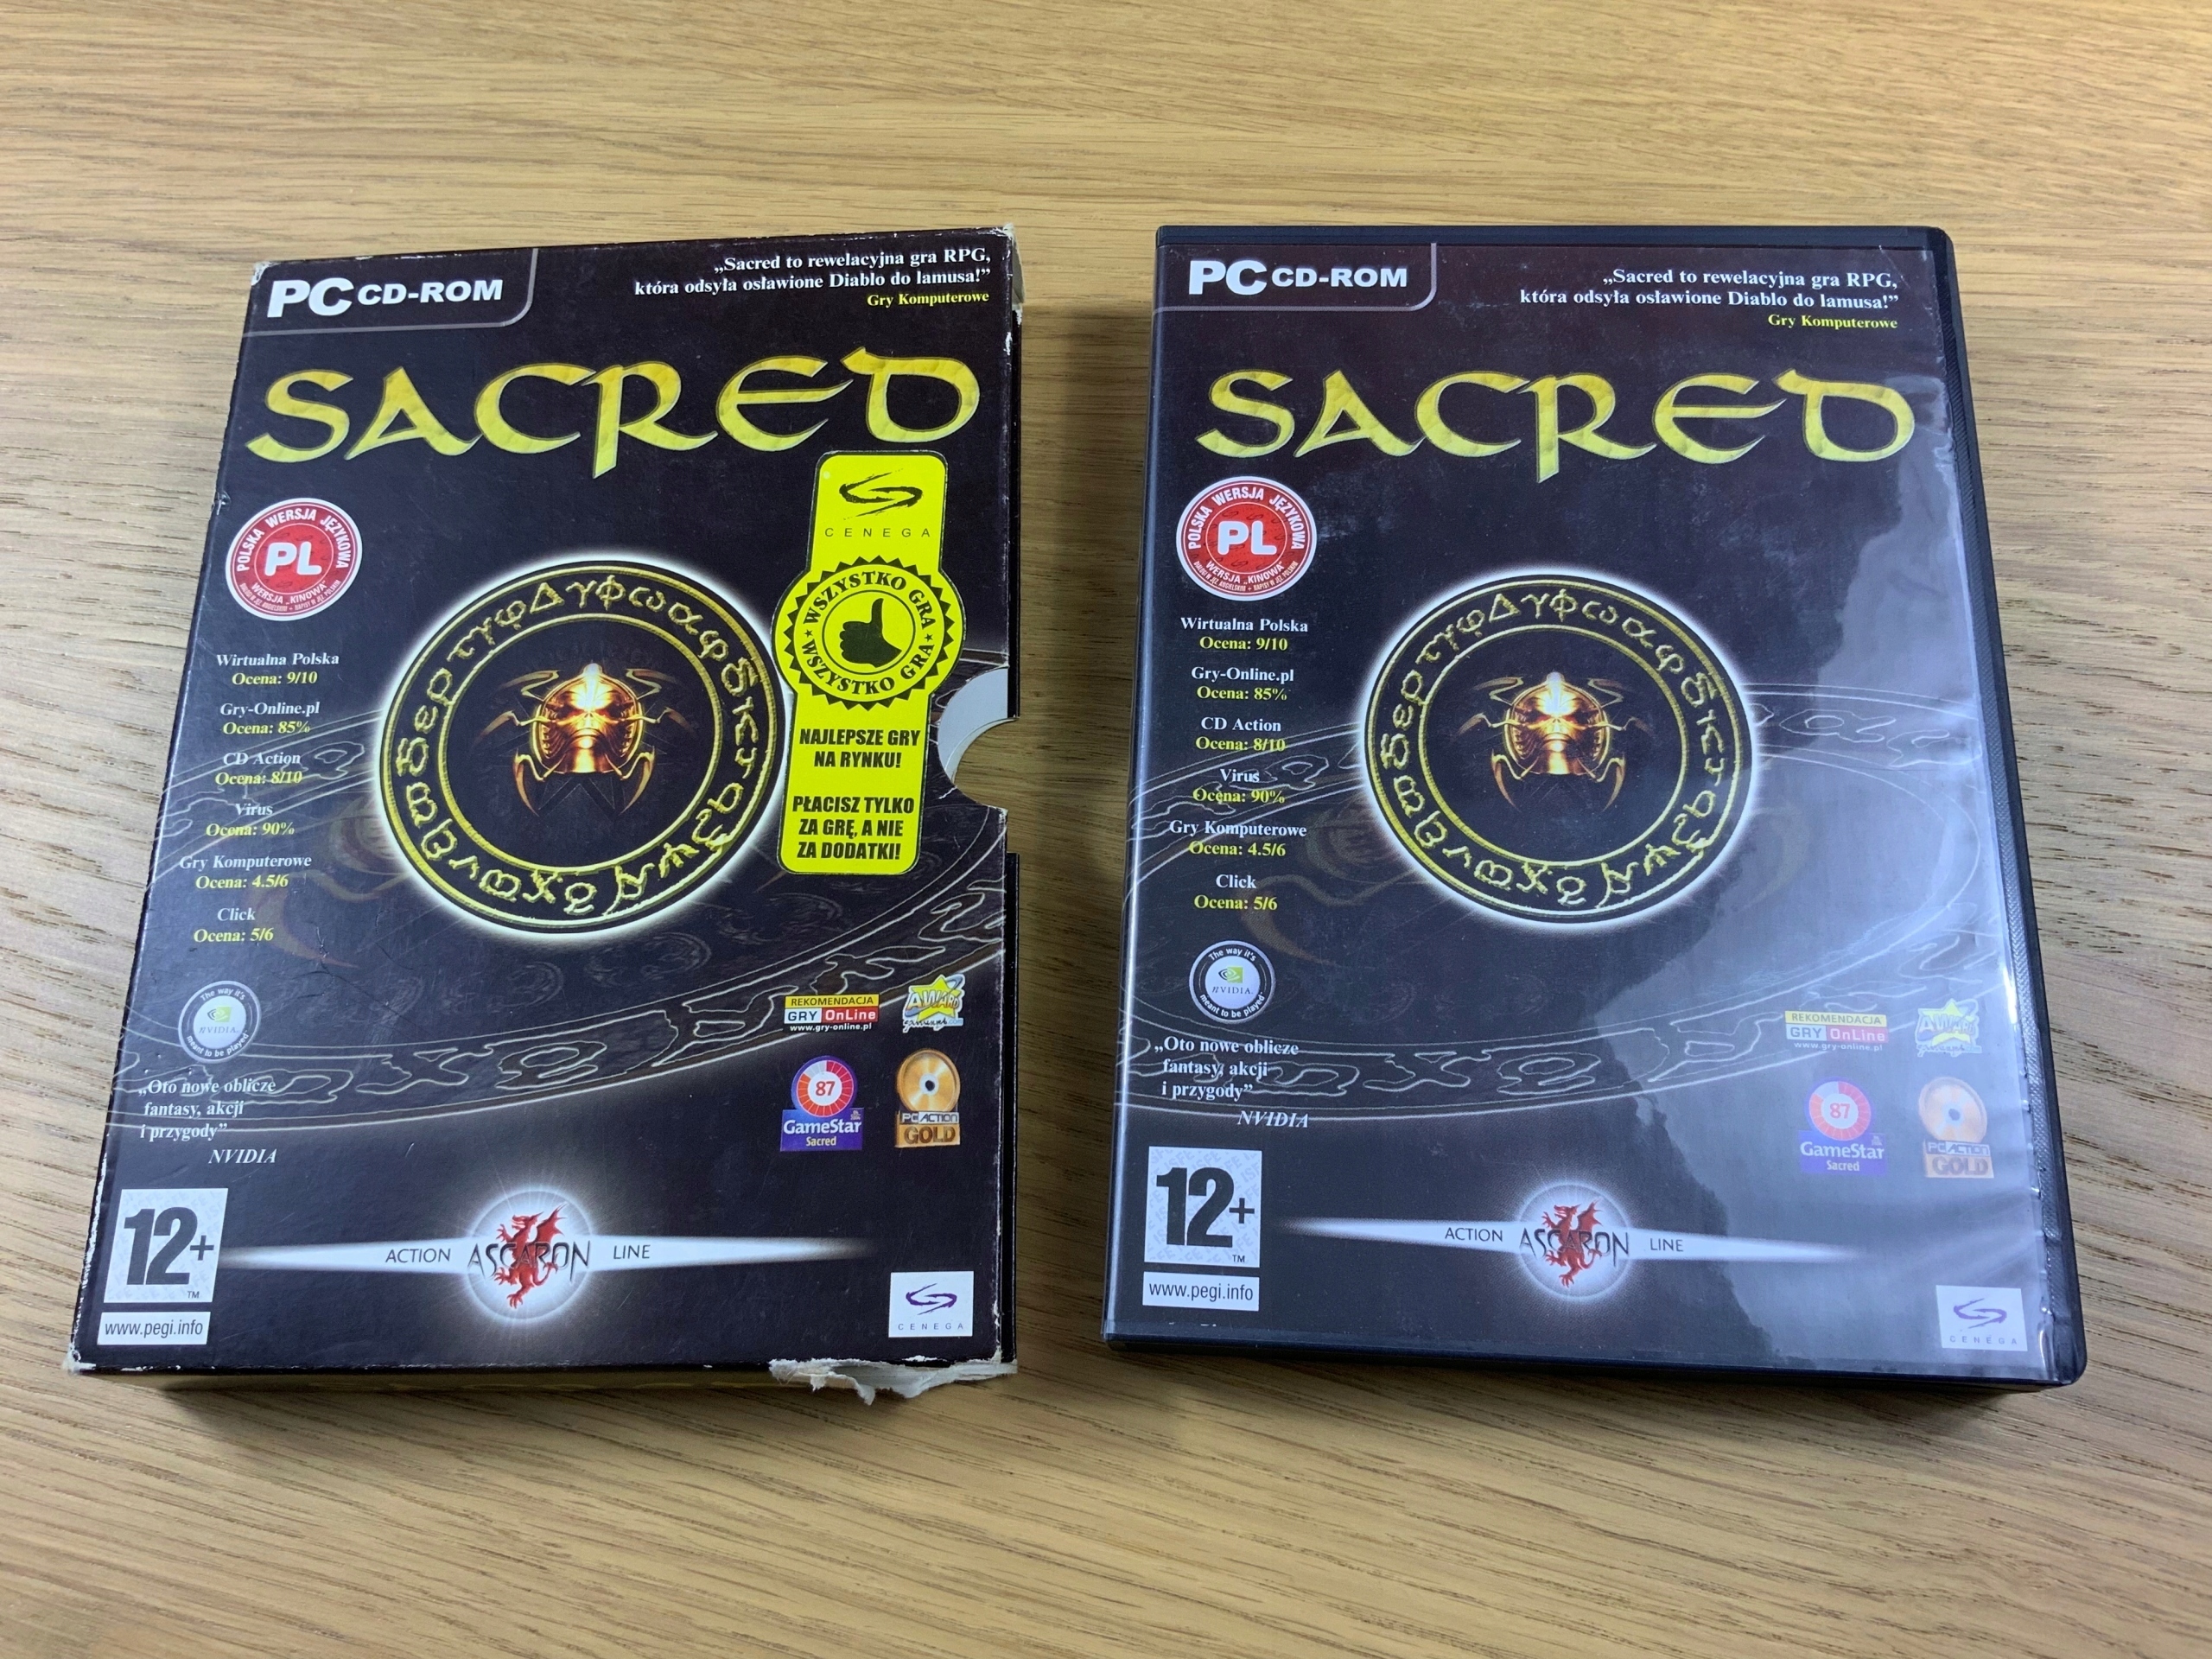 PC CD-ROM
„Sacred to rewelacyjna gra RPG,
która odsyła osławione Diablo do lamusa!”
Gry Komputerowe
SACRED
POLSKA WERSJA JĘZYKOWA
PL
WERSJA „KINOWA”
CENEGA
WSZYSTKO GRA
WSZYSTKO GRA
NAJLEPSZE GRY
NA RYNKU!
PŁACISZ TYLKO
ZA GRĘ, A NIE
ZA DODATKI!
Wirtualna Polska
Ocena: 9/10
Gry-Online.pl
Ocena: 85%
CD Action
Ocena: 8/10
Virus
Ocena: 90%
Gry Komputerowe
Ocena: 4.5/6
Click
Ocena: 5/6
The way it's
NVIDIA.
meant to be played
„Oto nowe oblicze
fantasy, akcji
i przygody”
NVIDIA
REKOMENDACJA
GRY OnLine
www.gry-online.pl
AWARD
87
GameStar
Sacred
PC ACTION
GOLD
12+
TM
www.pegi.info
ACTION ASCARON LINE
CENEGA
PC CD-ROM
„Sacred to rewelacyjna gra RPG,
która odsyła osławione Diablo do lamusa!”
Gry Komputerowe
SACRED
POLSKA WERSJA JĘZYKOWA
PL
WERSJA „KINOWA”
Wirtualna Polska
Ocena: 9/10
Gry-Online.pl
Ocena: 85%
CD Action
Ocena: 8/10
Virus
Ocena: 90%
Gry Komputerowe
Ocena: 4.5/6
Click
Ocena: 5/6
The way it's
NVIDIA.
meant to be played
„Oto nowe oblicze
fantasy, akcji
i przygody”
NVIDIA
REKOMENDACJA
GRY OnLine
www.gry-online.pl
AWARD
87
GameStar
Sacred
PC ACTION
GOLD
12+
TM
www.pegi.info
ACTION ASCARON LINE
CENEGA